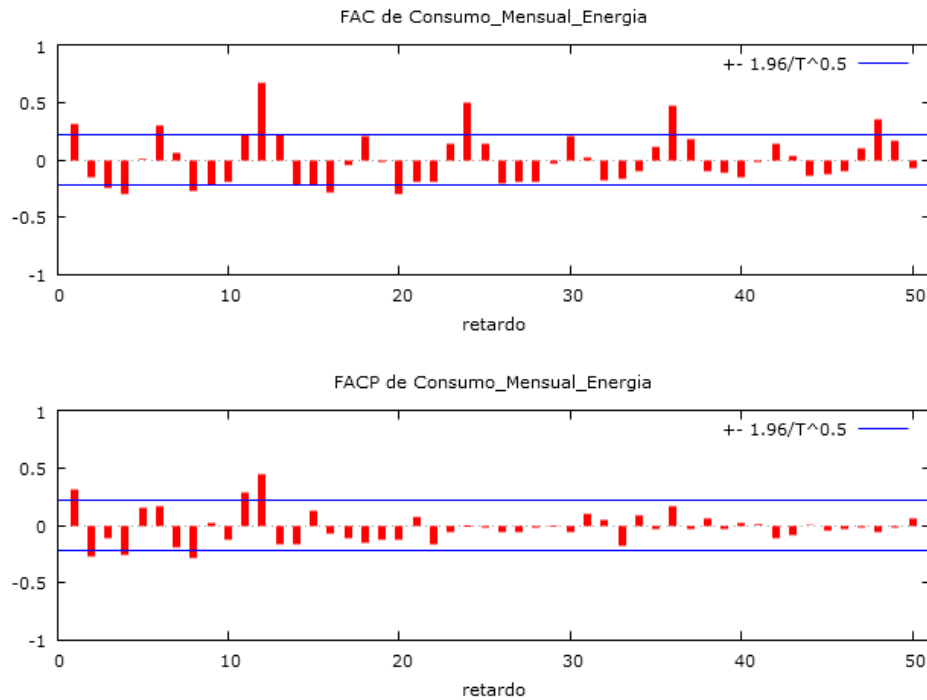 FAC de Consumo_Mensual_Energia
1
+- 1.96/T^0.5
0.5
0
-0.5
-1
0 10 20 30 40 50
retardo
FACP de Consumo_Mensual_Energia
1
+- 1.96/T^0.5
0.5
0
-0.5
-1
0 10 20 30 40 50
retardo